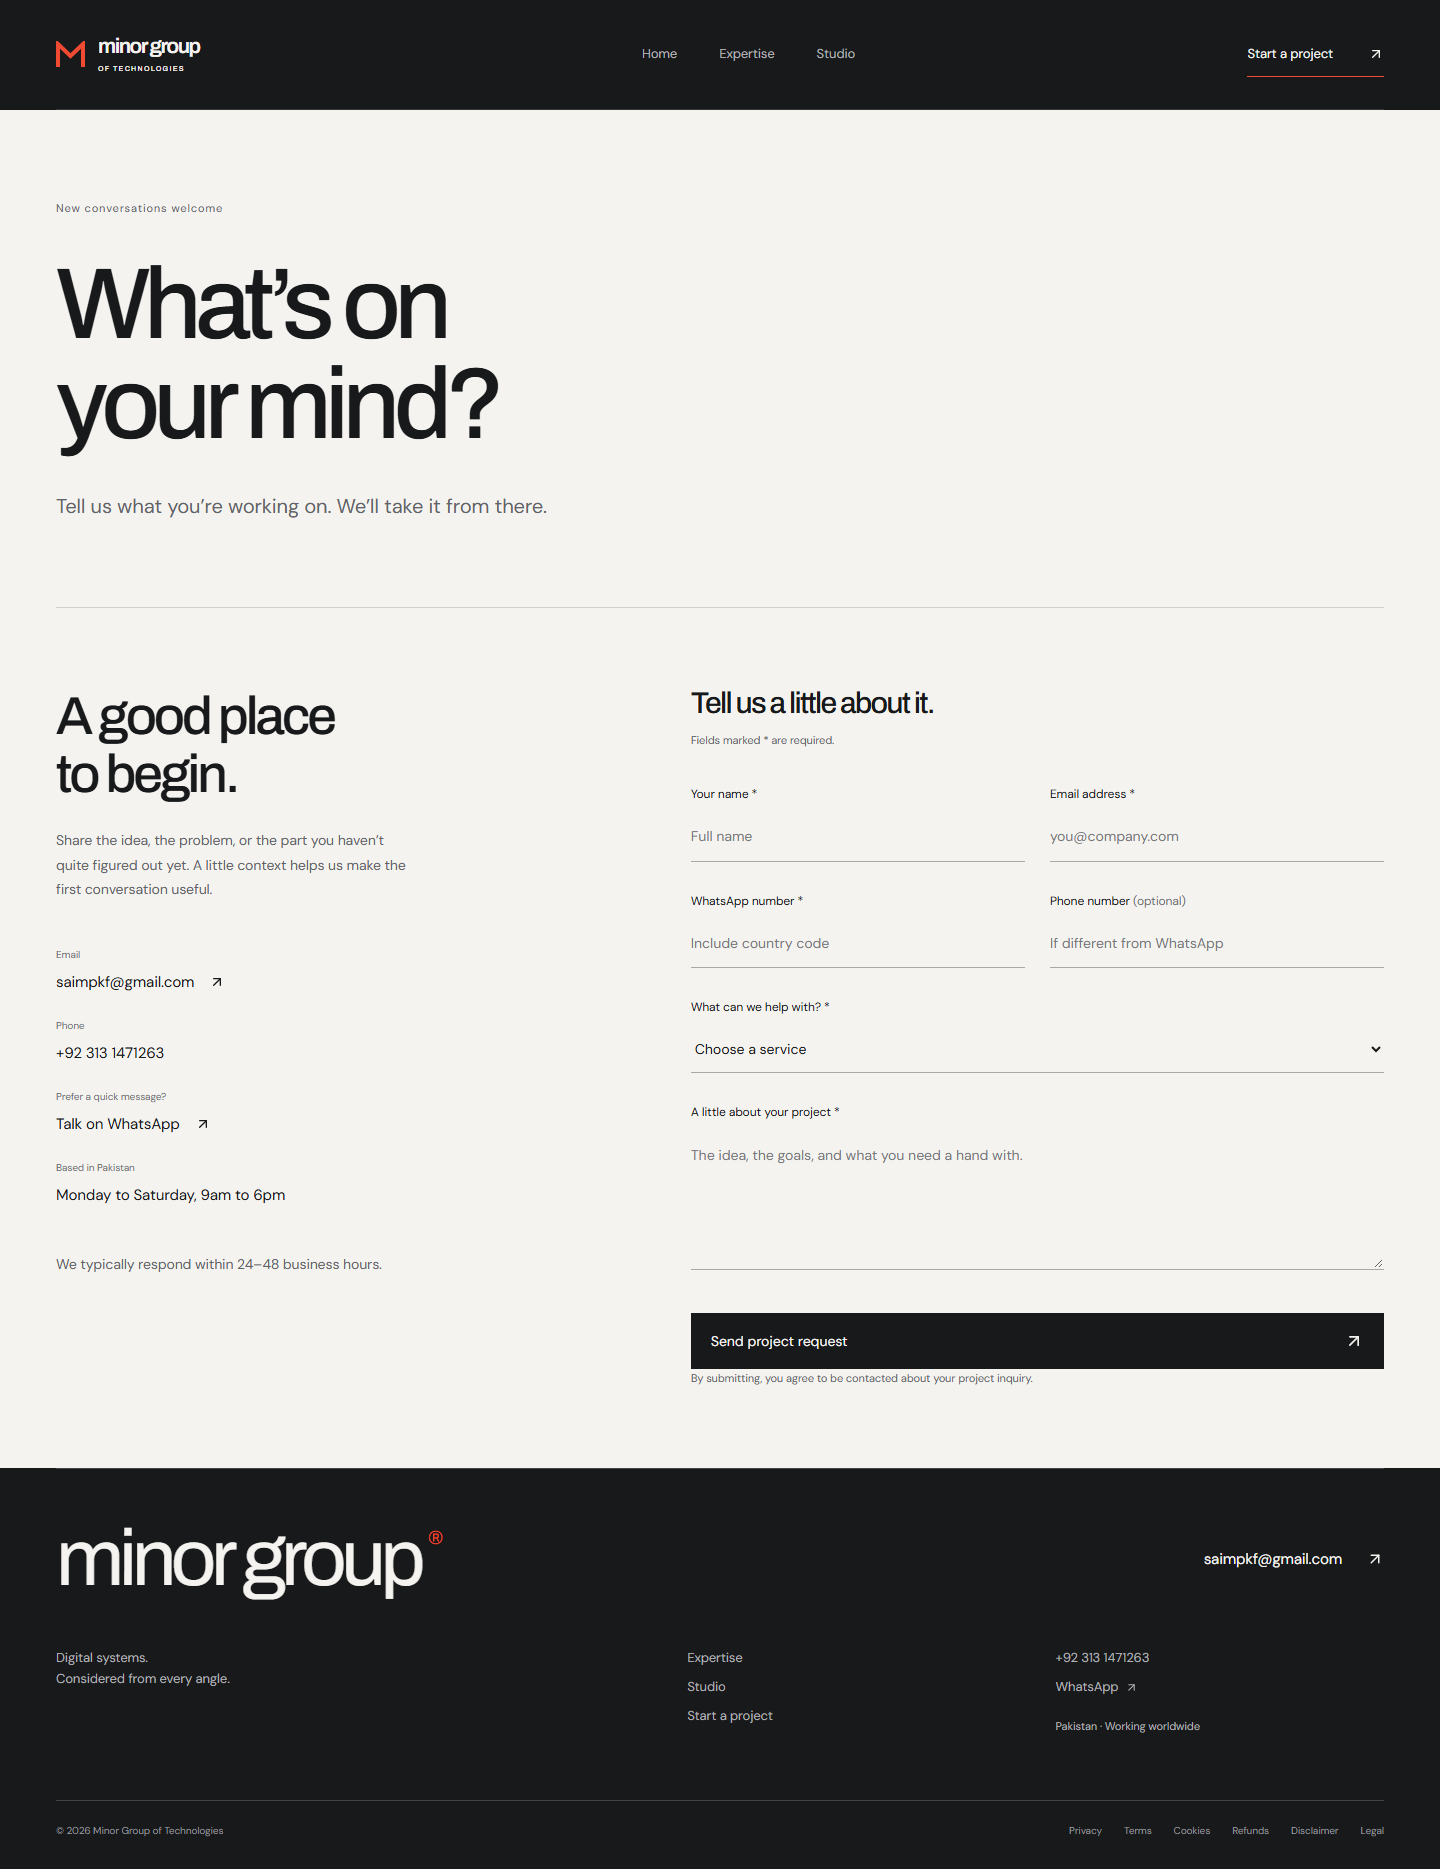 minor group
OF TECHNOLOGIES
Home
Expertise
Studio
Start a project
New conversations welcome
What’s on
your mind?
Tell us what you’re working on. We’ll take it from there.
A good place
to begin.
Share the idea, the problem, or the part you haven’t
quite figured out yet. A little context helps us make the
first conversation useful.
Email
saimpkf@gmail.com
Phone
+92 313 1471263
Prefer a quick message?
Talk on WhatsApp
Based in Pakistan
Monday to Saturday, 9am to 6pm
We typically respond within 24–48 business hours.
Tell us a little about it.
Fields marked * are required.
Your name *
Full name
Email address *
you@company.com
WhatsApp number *
Include country code
Phone number (optional)
If different from WhatsApp
What can we help with? *
Choose a service
A little about your project *
The idea, the goals, and what you need a hand with.
Send project request
By submitting, you agree to be contacted about your project inquiry.
minor group®
saimpkf@gmail.com
Digital systems.
Considered from every angle.
Expertise
Studio
Start a project
+92 313 1471263
WhatsApp
Pakistan · Working worldwide
© 2026 Minor Group of Technologies
Privacy
Terms
Cookies
Refunds
Disclaimer
Legal